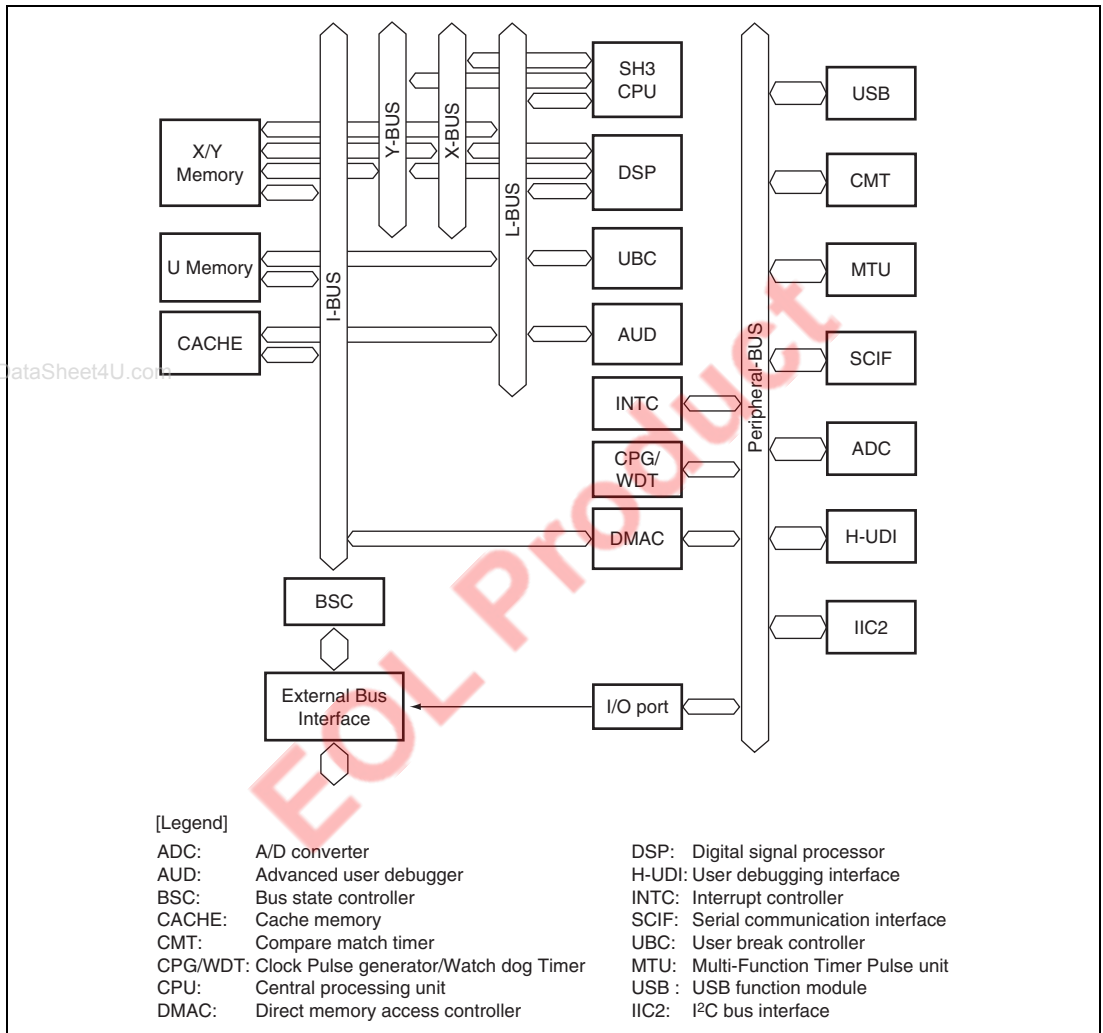 SH3
CPU
USB
X/Y
Memory
Y-BUS
X-BUS
DSP
CMT
L-BUS
U Memory
I-BUS
UBC
MTU
CACHE
AUD
Peripheral-BUS
SCIF
DataSheet4U.com
INTC
CPG/
WDT
ADC
DMAC
H-UDI
BSC
IIC2
External Bus
Interface
I/O port
EOL Product
[Legend]
ADC: A/D converter
AUD: Advanced user debugger
BSC: Bus state controller
CACHE: Cache memory
CMT: Compare match timer
CPG/WDT: Clock Pulse generator/Watch dog Timer
CPU: Central processing unit
DMAC: Direct memory access controller
DSP: Digital signal processor
H-UDI: User debugging interface
INTC: Interrupt controller
SCIF: Serial communication interface
UBC: User break controller
MTU: Multi-Function Timer Pulse unit
USB : USB function module
IIC2: I²C bus interface